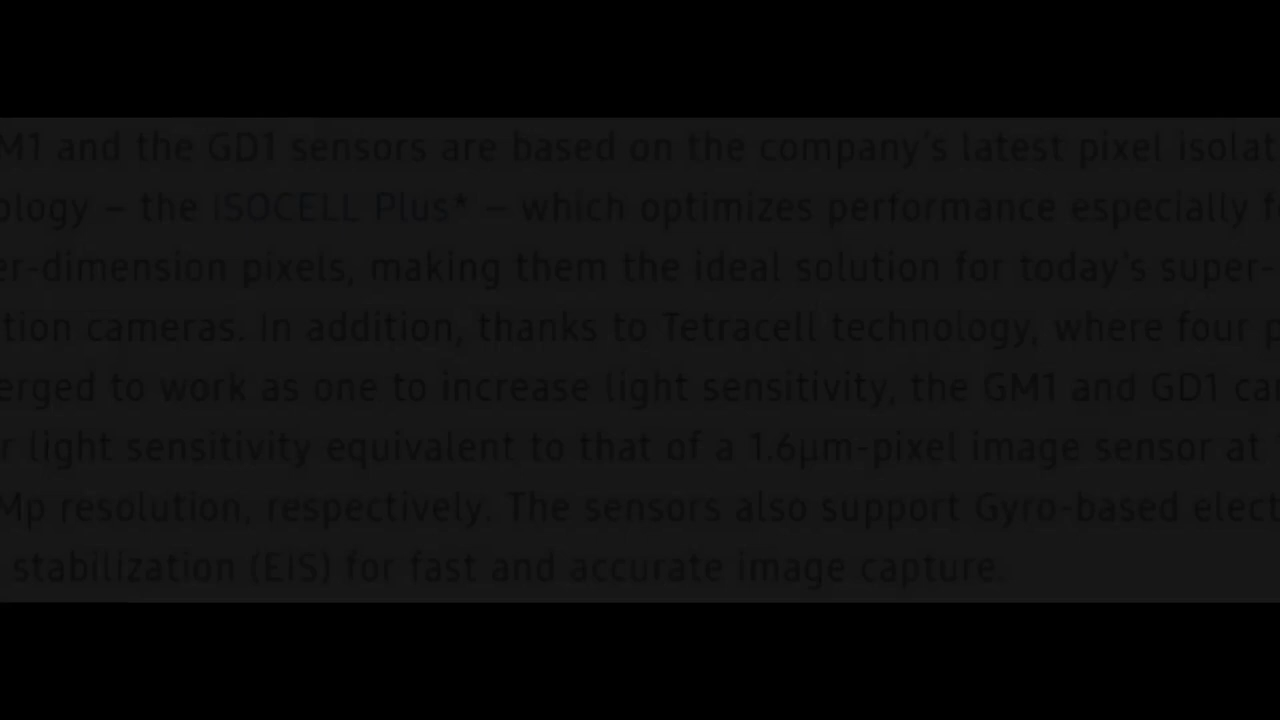 M1 and the GD1 sensors are based on the company's latest pixel isolat
ology – the ISOCELL Plus* – which optimizes performance especially f
er-dimension pixels, making them the ideal solution for today's super-
tion cameras. In addition, thanks to Tetracell technology, where four p
erged to work as one to increase light sensitivity, the GM1 and GD1 can
r light sensitivity equivalent to that of a 1.6μm-pixel image sensor at
Mp resolution, respectively. The sensors also support Gyro-based elect
stabilization (EIS) for fast and accurate image capture.